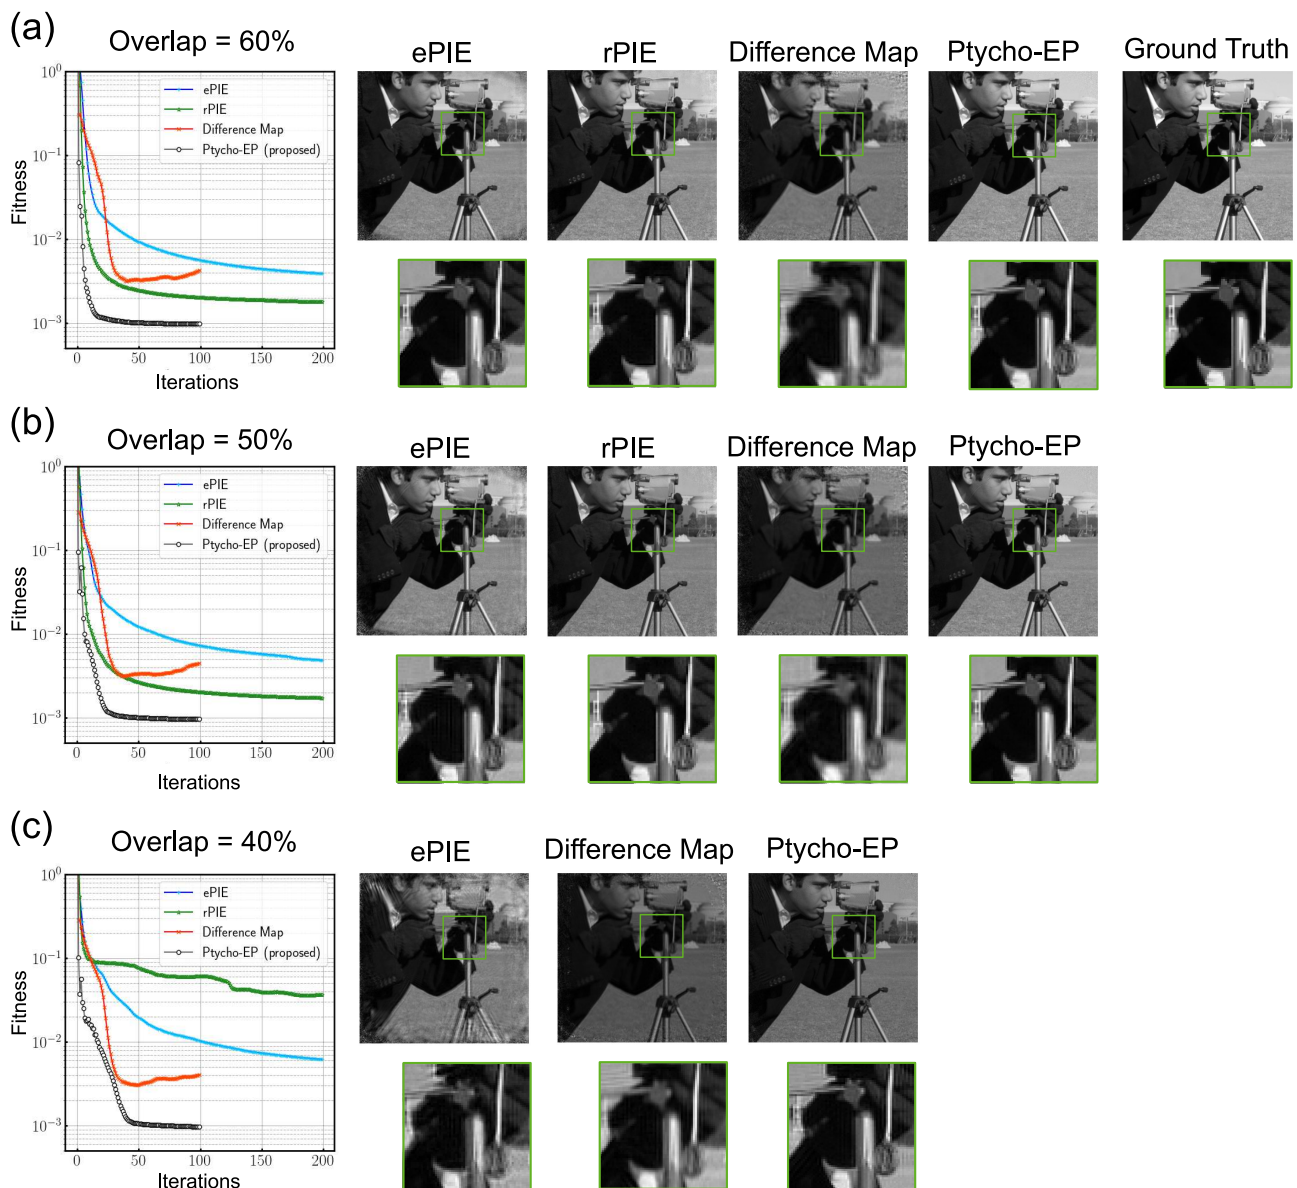 (a)
Overlap = 60%
ePIE
rPIE
Difference Map
Ptycho-EP
Ground Truth
10^0
10^-1
10^-2
10^-3
Fitness
ePIE
rPIE
Difference Map
Ptycho-EP (proposed)
0 50 100 150 200
Iterations
(b)
Overlap = 50%
ePIE
rPIE
Difference Map
Ptycho-EP
10^0
10^-1
10^-2
10^-3
Fitness
ePIE
rPIE
Difference Map
Ptycho-EP (proposed)
0 50 100 150 200
Iterations
(c)
Overlap = 40%
ePIE
Difference Map
Ptycho-EP
10^0
10^-1
10^-2
10^-3
Fitness
ePIE
rPIE
Difference Map
Ptycho-EP (proposed)
0 50 100 150 200
Iterations